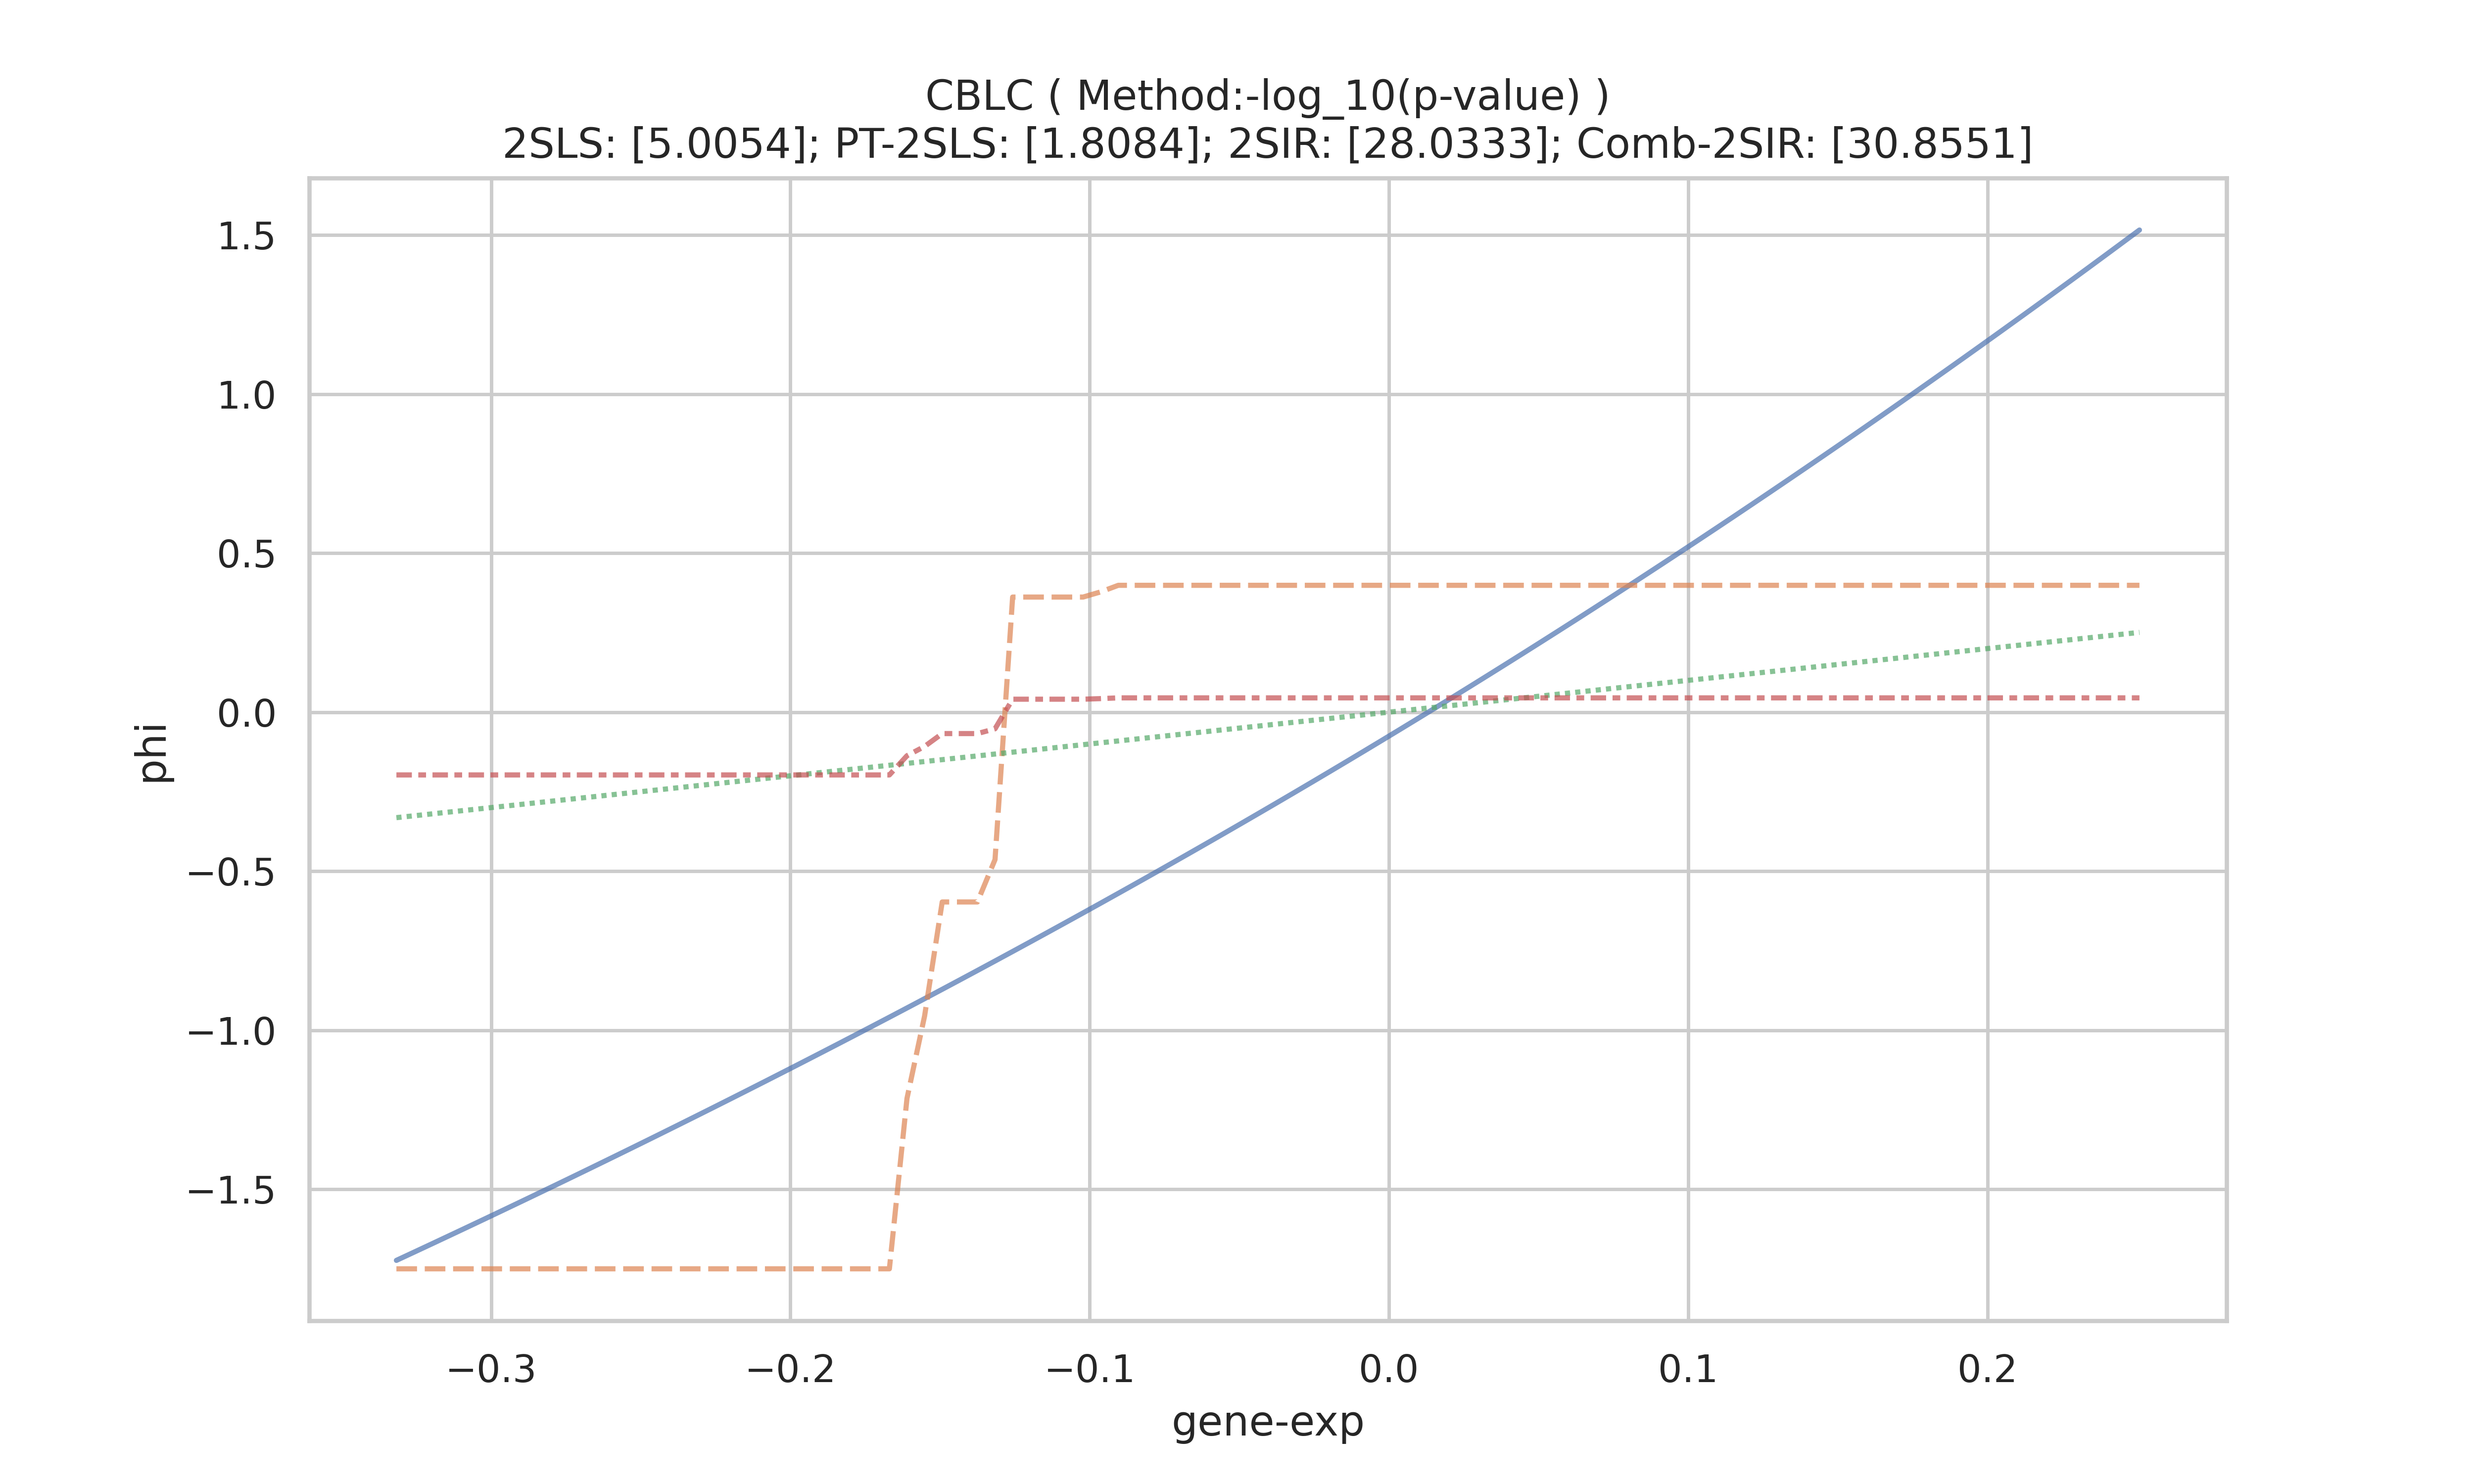 CBLC ( Method:-log_10(p-value) )
2SLS: [5.0054]; PT-2SLS: [1.8084]; 2SIR: [28.0333]; Comb-2SIR: [30.8551]
1.5
1.0
0.5
0.0
−0.5
−1.0
−1.5
phi
−0.3 −0.2 −0.1 0.0 0.1 0.2
gene-exp